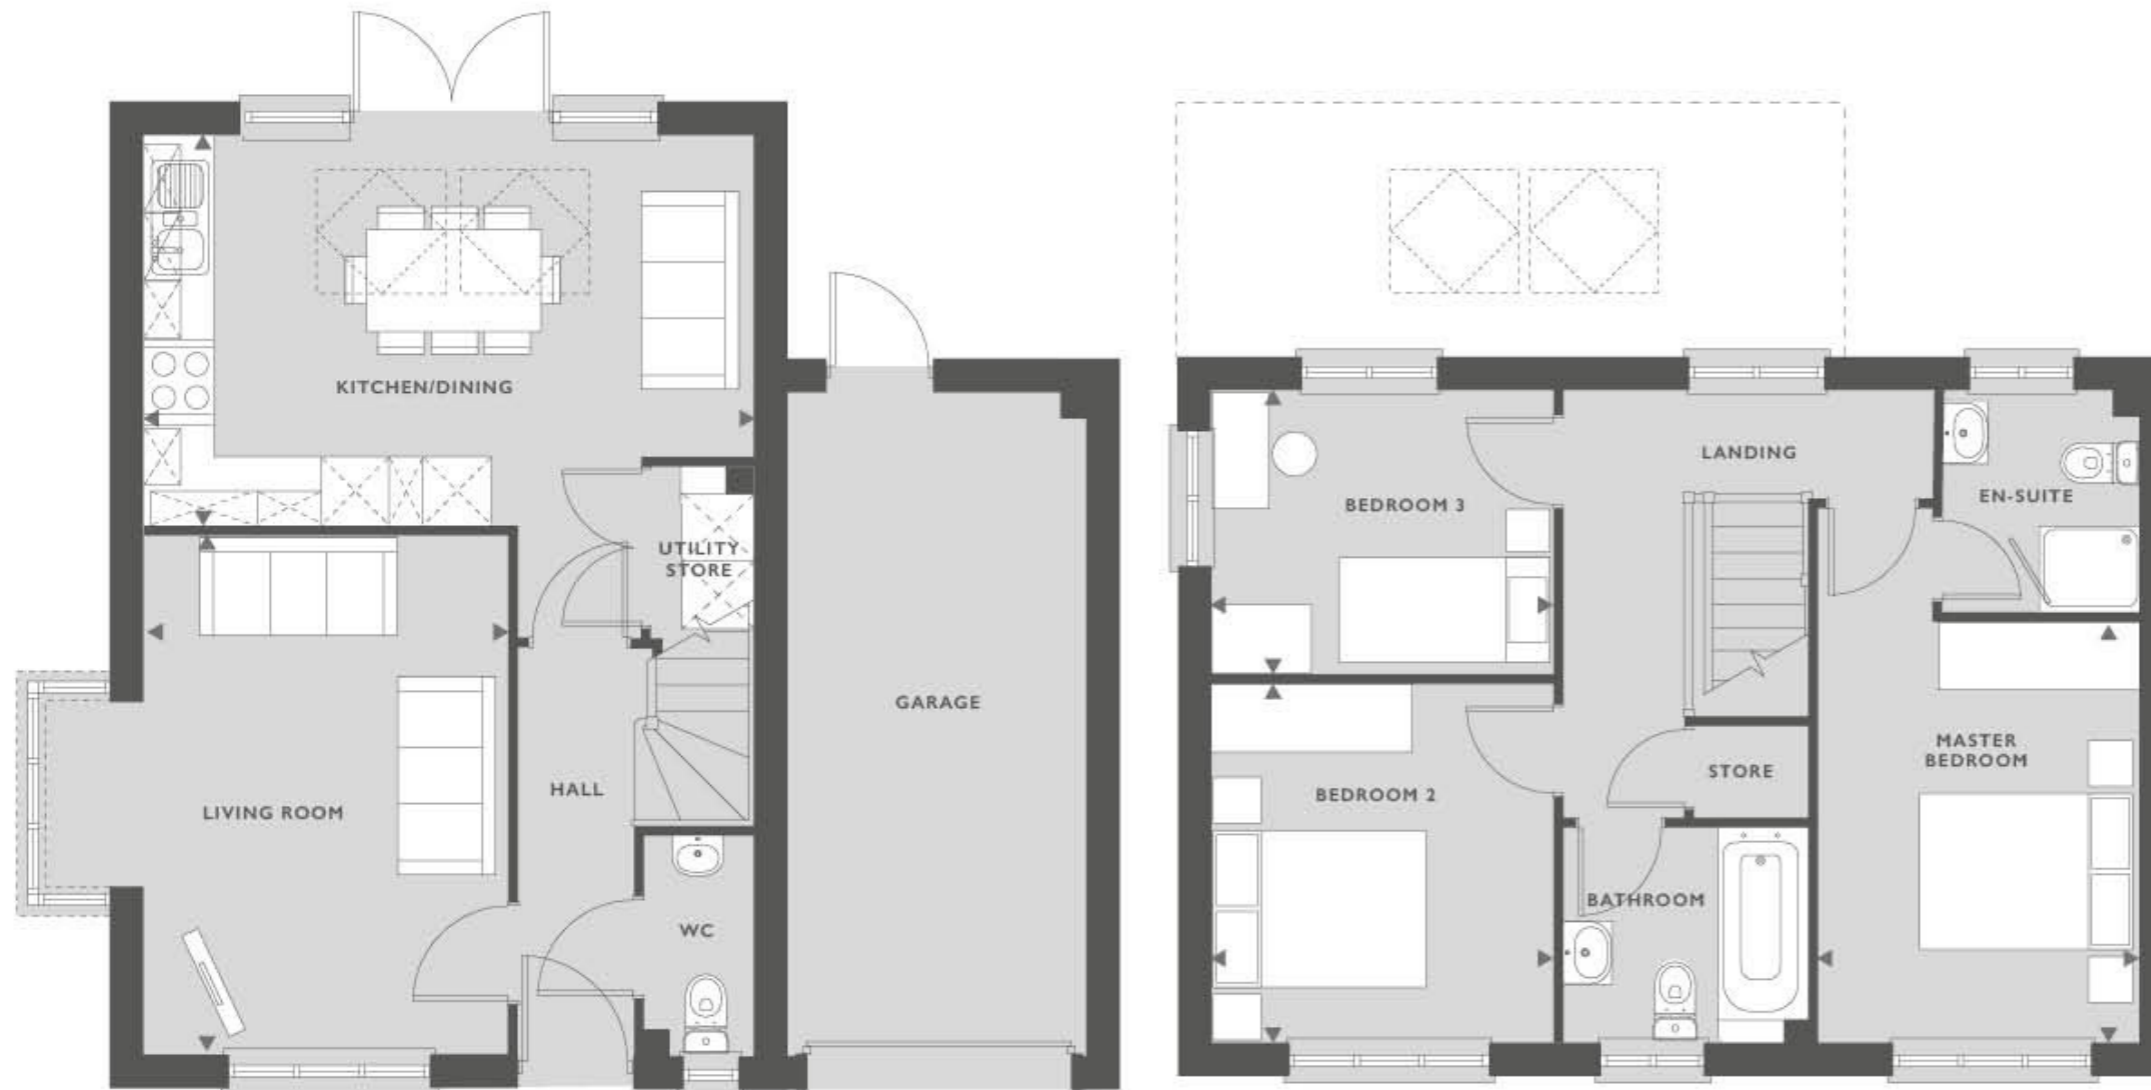 KITCHEN/DINING
UTILITY
STORE
LIVING ROOM
HALL
WC
GARAGE
LANDING
BEDROOM 3
EN-SUITE
MASTER
BEDROOM
STORE
BEDROOM 2
BATHROOM